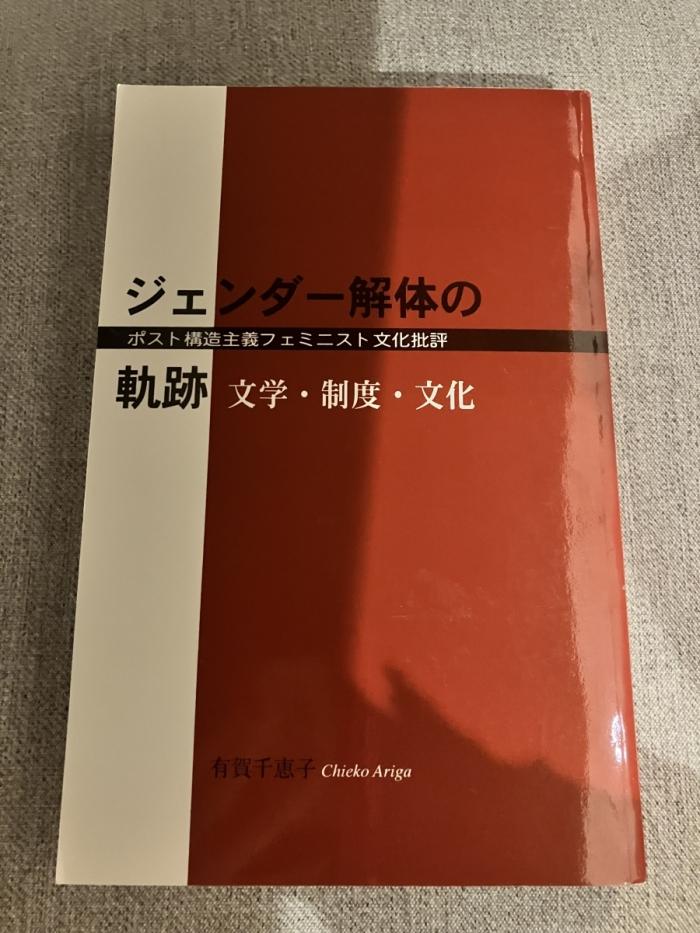 ジェンダー解体の
ポスト構造主義フェミニスト文化批評
軌跡 文学・制度・文化
有賀千恵子 Chieko Ariga